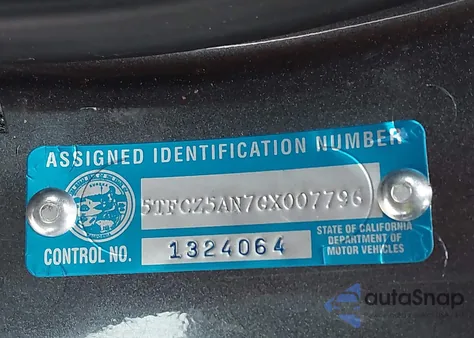 ASSIGNED IDENTIFICATION NUMBER
5TFCZ5AN7GX007796
CONTROL NO. 1324064
STATE OF CALIFORNIA
DEPARTMENT OF
MOTOR VEHICLES
autoSnap